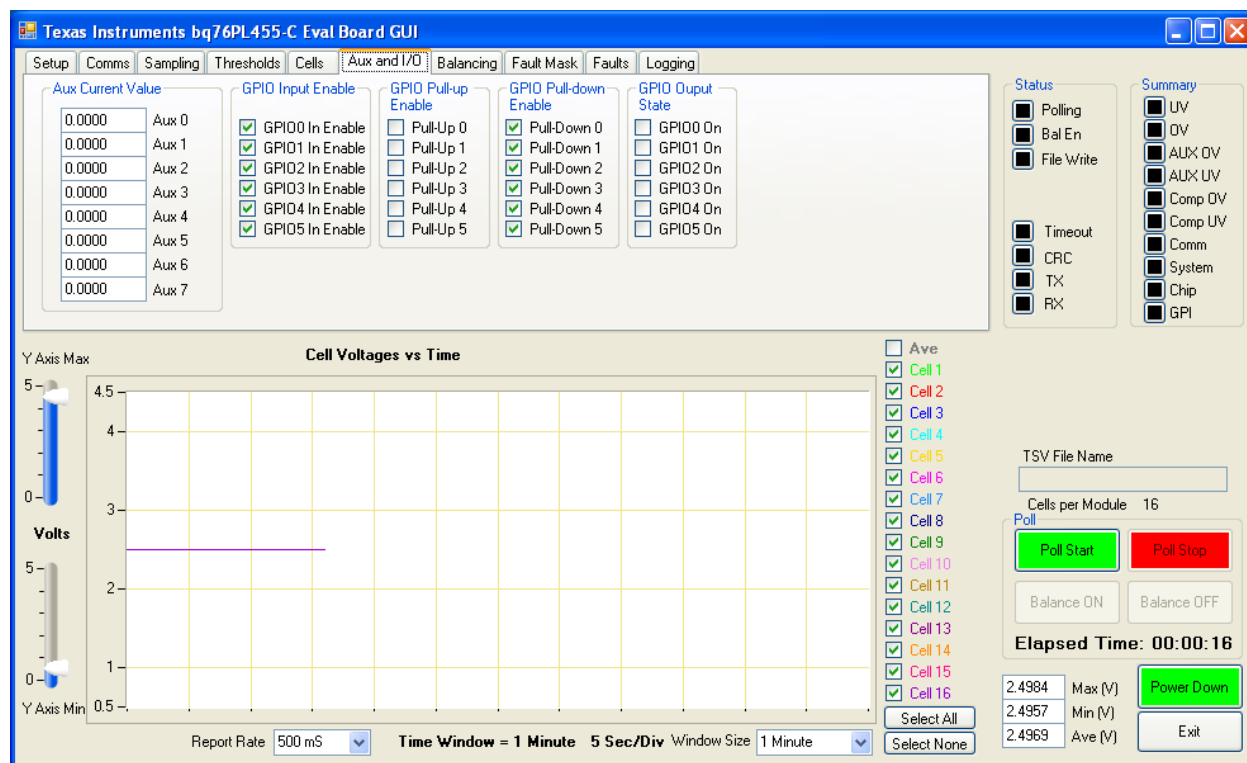 Texas Instruments bq76PL455-C Eval Board GUI
Setup Comms Sampling Thresholds Cells Aux and I/O Balancing Fault Mask Faults Logging
Aux Current Value
0.0000 Aux 0
0.0000 Aux 1
0.0000 Aux 2
0.0000 Aux 3
0.0000 Aux 4
0.0000 Aux 5
0.0000 Aux 6
0.0000 Aux 7
GPIO Input Enable
GPIO0 In Enable
GPIO1 In Enable
GPIO2 In Enable
GPIO3 In Enable
GPIO4 In Enable
GPIO5 In Enable
GPIO Pull-up
Enable
Pull-Up 0
Pull-Up 1
Pull-Up 2
Pull-Up 3
Pull-Up 4
Pull-Up 5
GPIO Pull-down
Enable
Pull-Down 0
Pull-Down 1
Pull-Down 2
Pull-Down 3
Pull-Down 4
Pull-Down 5
GPIO Ouput
State
GPIO0 On
GPIO1 On
GPIO2 On
GPIO3 On
GPIO4 On
GPIO5 On
Status
Polling
Bal En
File Write
Timeout
CRC
TX
RX
Summary
UV
OV
AUX OV
AUX UV
Comp OV
Comp UV
Comm
System
Chip
GPI
Y Axis Max
5
0
Volts
5
0
Y Axis Min
Cell Voltages vs Time
4.5
4
3
2
1
0.5
Ave
Cell 1
Cell 2
Cell 3
Cell 4
Cell 5
Cell 6
Cell 7
Cell 8
Cell 9
Cell 10
Cell 11
Cell 12
Cell 13
Cell 14
Cell 15
Cell 16
Select All
Select None
Report Rate 500 mS
Time Window = 1 Minute 5 Sec/Div Window Size 1 Minute
TSV File Name
Cells per Module 16
Poll
Poll Start Poll Stop
Balance ON Balance OFF
Elapsed Time: 00:00:16
2.4984 Max (V)
2.4957 Min (V)
2.4969 Ave (V)
Power Down
Exit